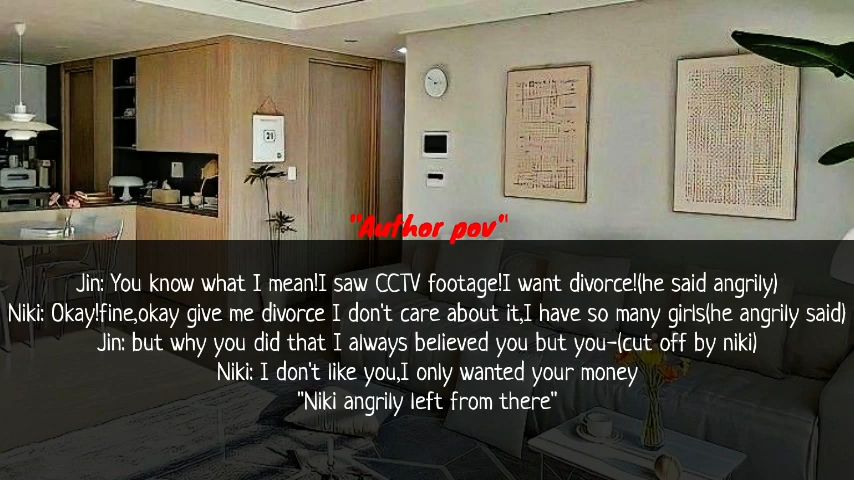 "Author pov"
21
Jin: You know what I mean!I saw CCTV footage!I want divorce!(he said angrily)
Niki: Okay!fine,okay give me divorce I don't care about it,I have so many girls(he angrily said)
Jin: but why you did that I always believed you but you-(cut off by niki)
Niki: I don't like you,I only wanted your money
"Niki angrily left from there"